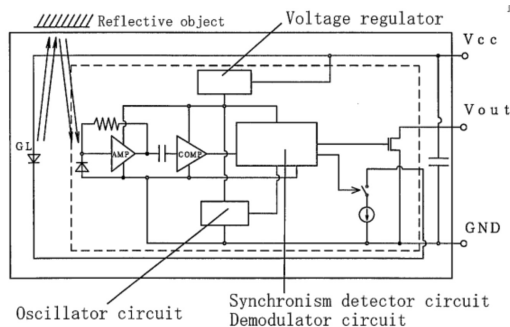 Reflective object
Voltage regulator
Vcc
Vout
GL
AMP
COMP
GND
Oscillator circuit
Synchronism detector circuit
Demodulator circuit